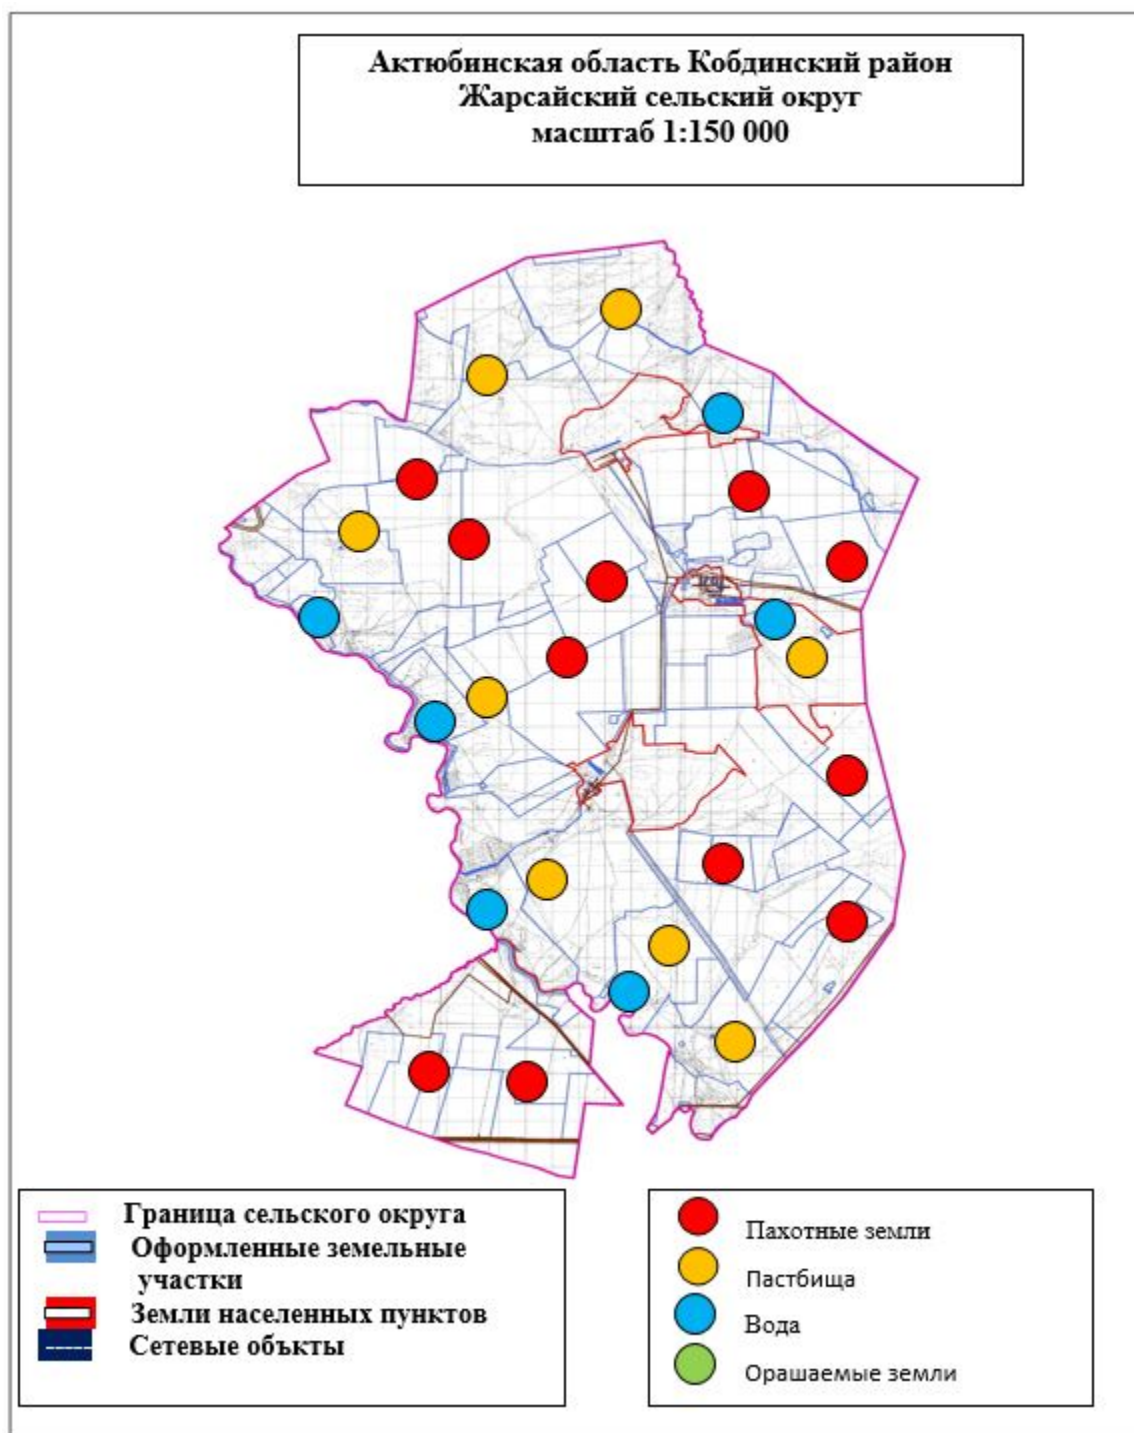 Актюбинская область Кобдинский район
Жарсайский сельский округ
масштаб 1:150 000
Граница сельского округа
Оформленные земельные
участки
Земли населенных пунктов
Сетевые объкты
Пахотные земли
Пастбища
Вода
Орашаемые земли